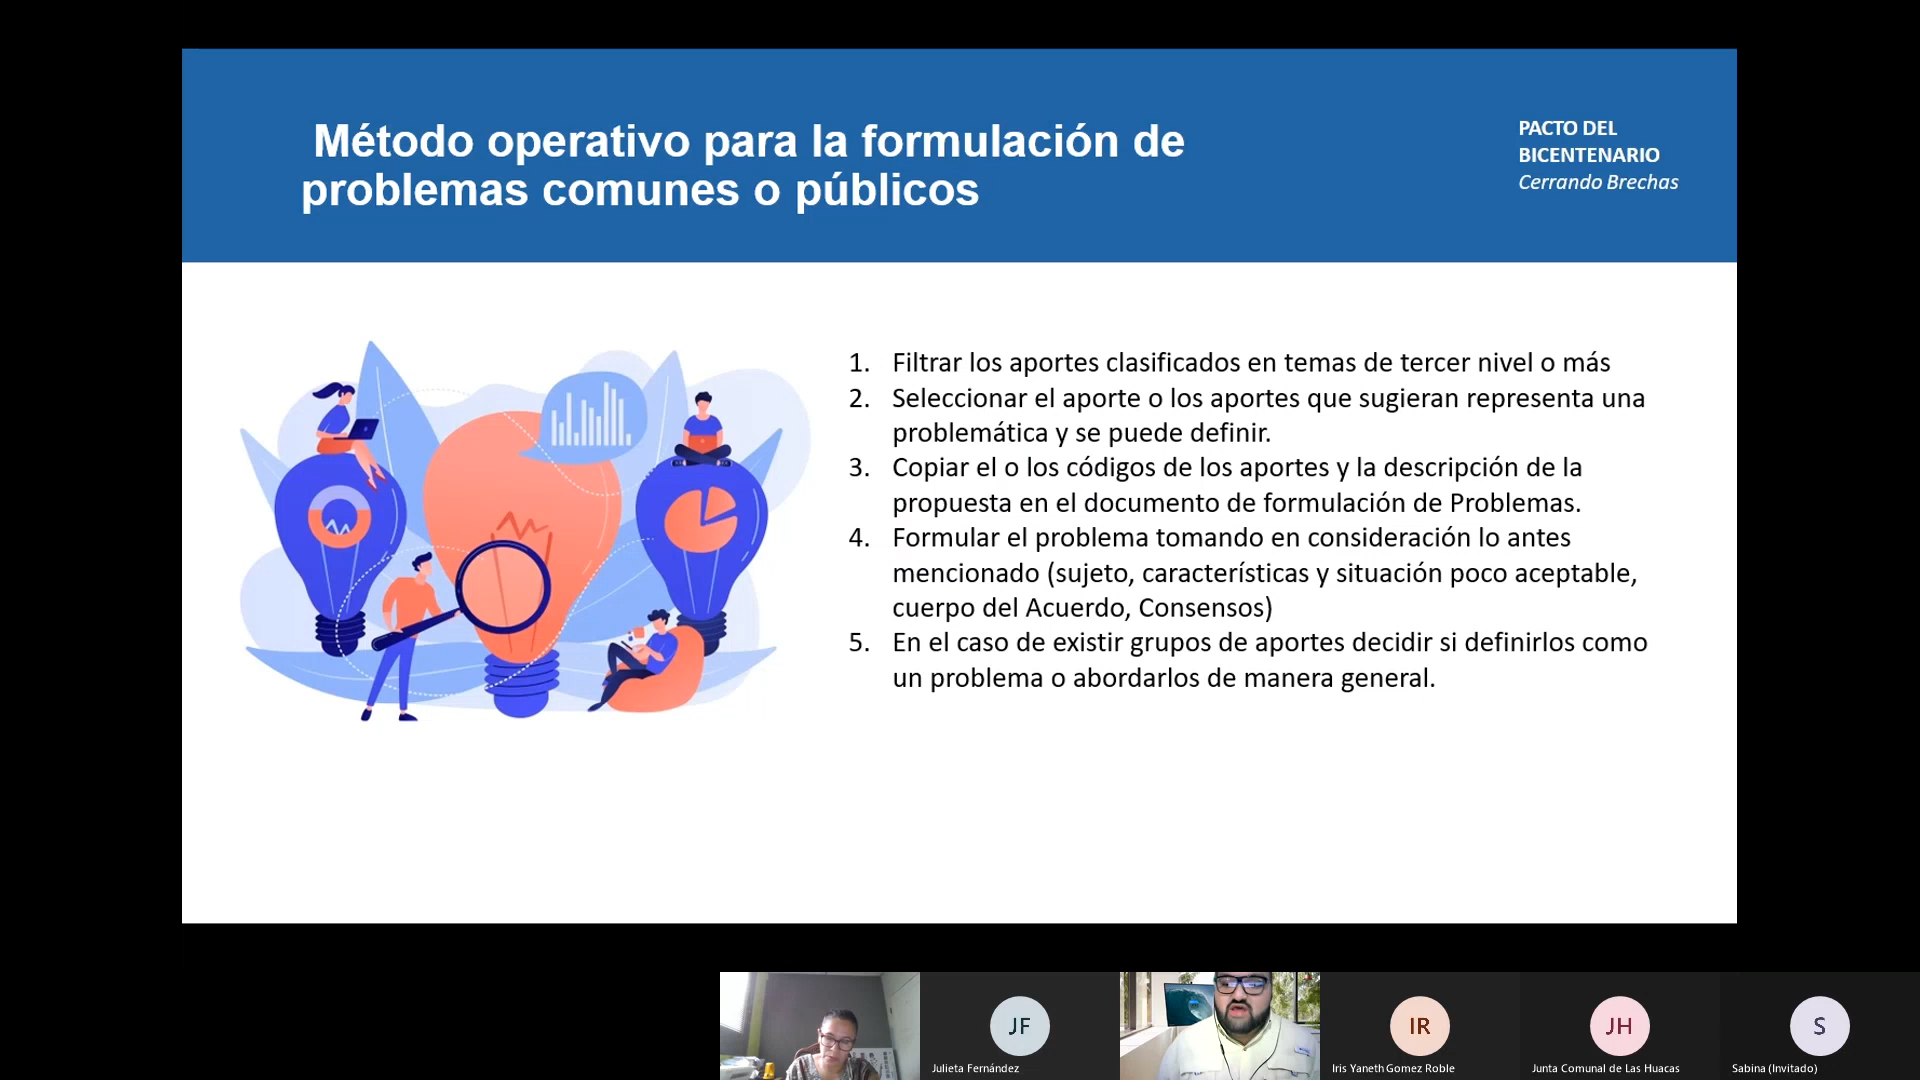 Método operativo para la formulación de
problemas comunes o públicos
PACTO DEL
BICENTENARIO
Cerrando Brechas
1. Filtrar los aportes clasificados en temas de tercer nivel o más
2. Seleccionar el aporte o los aportes que sugieran representa una
problemática y se puede definir.
3. Copiar el o los códigos de los aportes y la descripción de la
propuesta en el documento de formulación de Problemas.
4. Formular el problema tomando en consideración lo antes
mencionado (sujeto, características y situación poco aceptable,
cuerpo del Acuerdo, Consensos)
5. En el caso de existir grupos de aportes decidir si definirlos como
un problema o abordarlos de manera general.
JF
Julieta Fernández
IR
Iris Yaneth Gomez Roble
JH
Junta Comunal de Las Huacas
S
Sabina (Invitado)